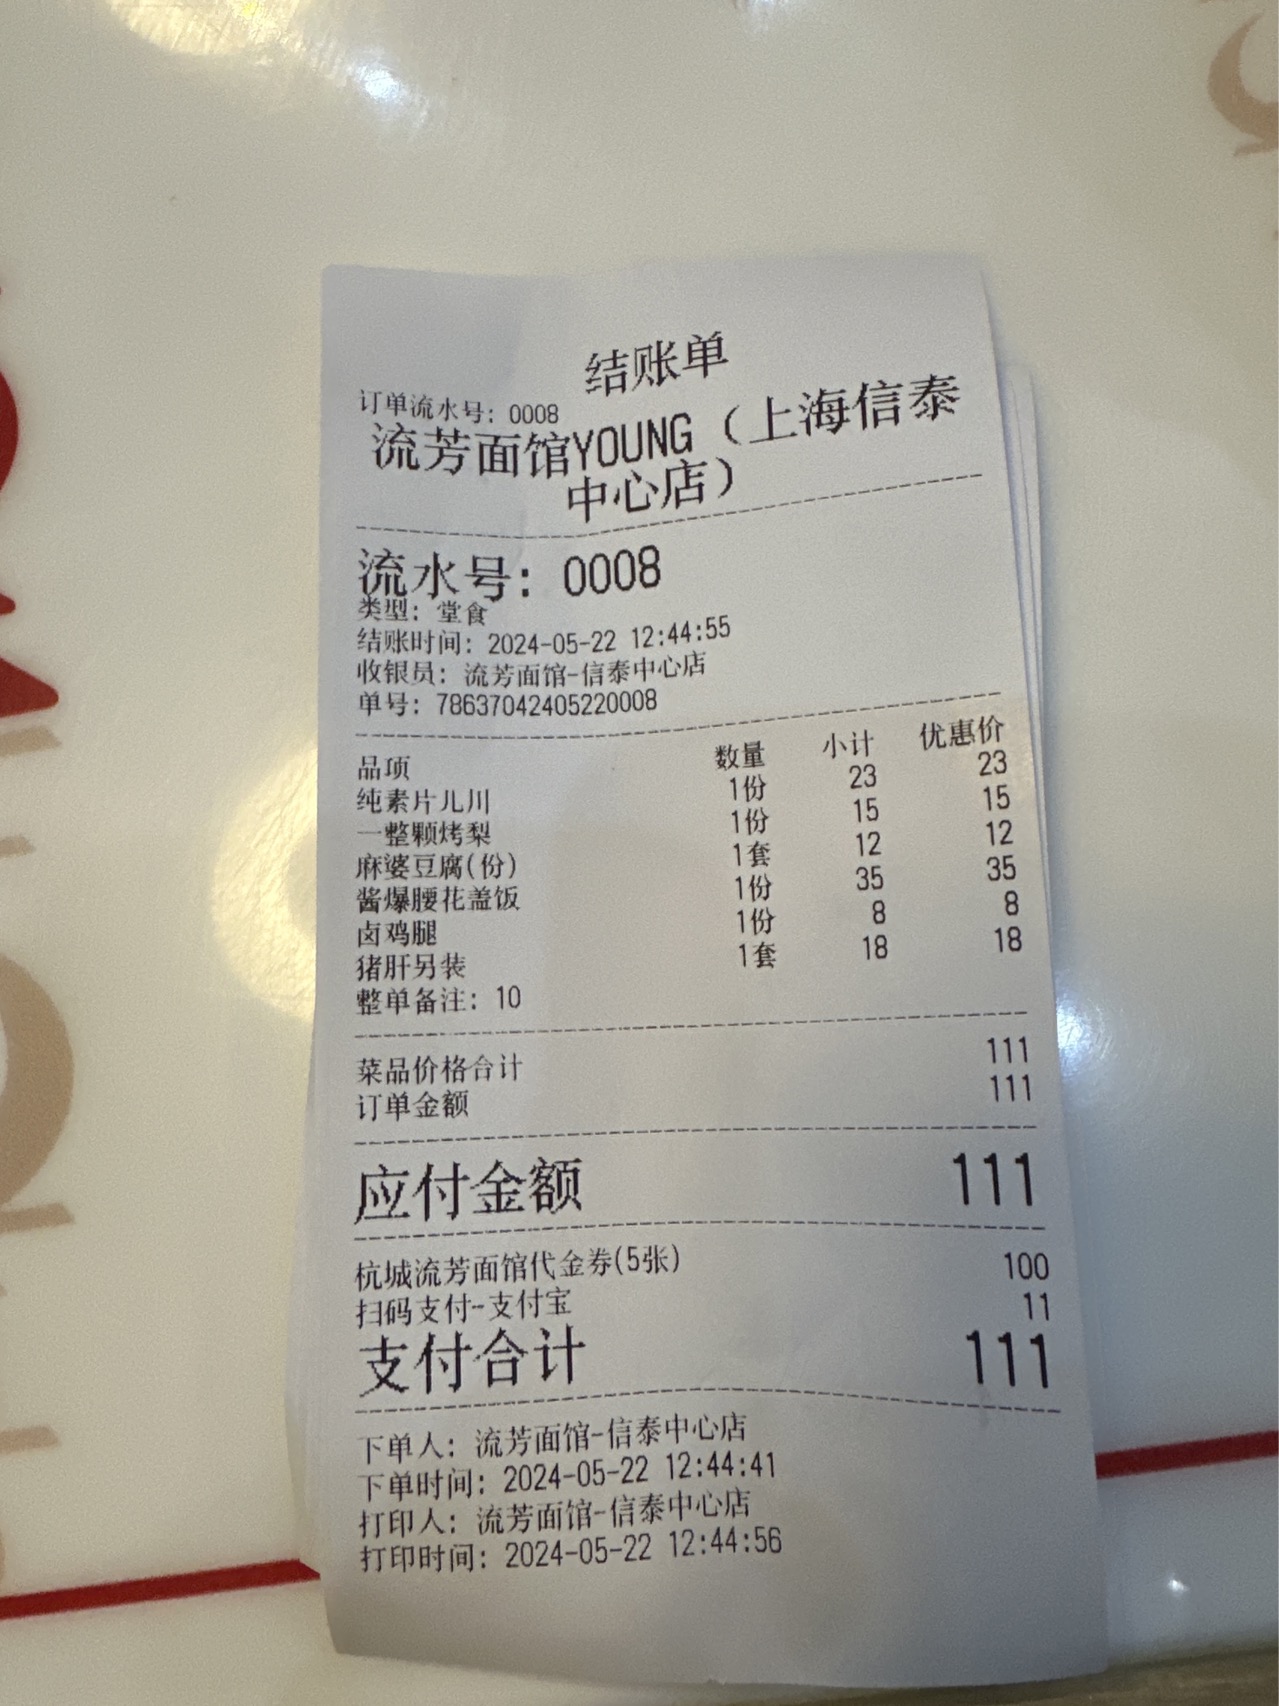 结账单
订单流水号: 0008
流芳面馆YOUNG（上海信泰
中心店）
流水号: 0008
类型: 堂食
结账时间: 2024-05-22 12:44:55
收银员: 流芳面馆-信泰中心店
单号: 78637042405220008
品项 数量 小计 优惠价
纯素片儿川 1份 23 23
一整颗烤梨 1份 15 15
麻婆豆腐(份) 1套 12 12
酱爆腰花盖饭 1份 35 35
卤鸡腿 1份 8 8
猪肝另装 1套 18 18
整单备注: 10
菜品价格合计 111
订单金额 111
应付金额 111
杭城流芳面馆代金券(5张) 100
扫码支付-支付宝 11
支付合计 111
下单人: 流芳面馆-信泰中心店
下单时间: 2024-05-22 12:44:41
打印人: 流芳面馆-信泰中心店
打印时间: 2024-05-22 12:44:56